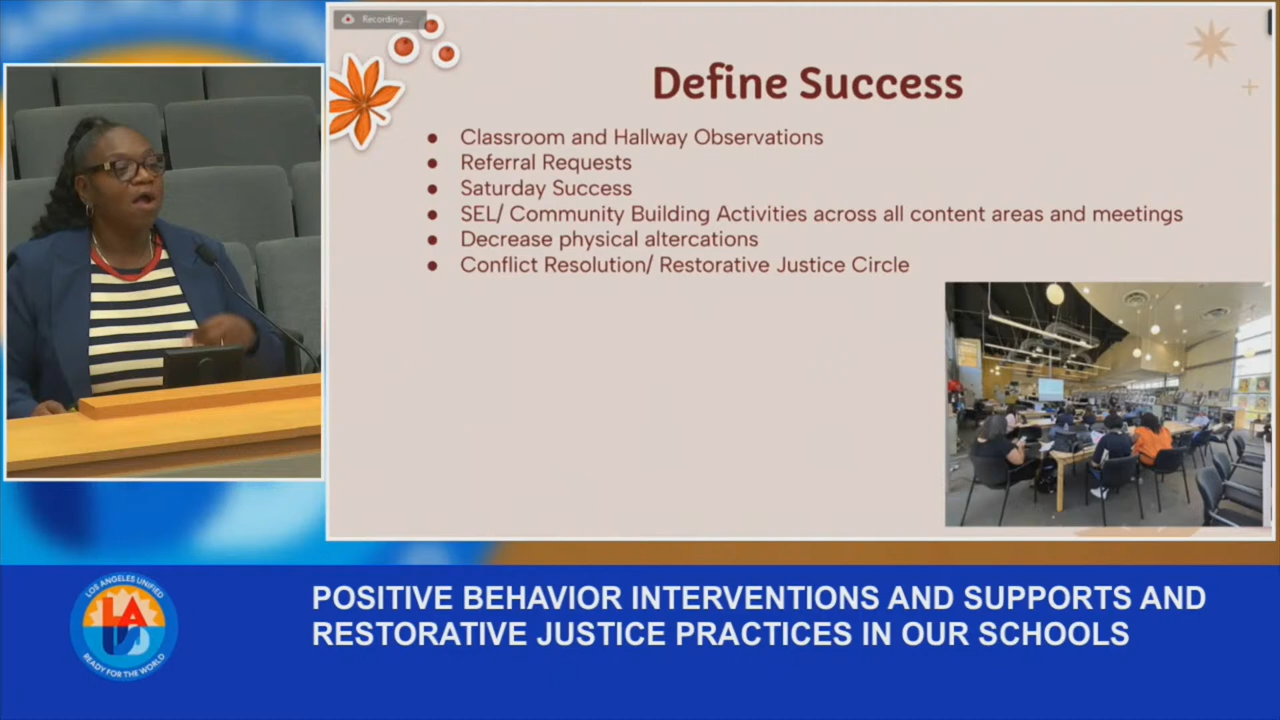 Recording...
Define Success
Classroom and Hallway Observations
Referral Requests
Saturday Success
SEL/ Community Building Activities across all content areas and meetings
Decrease physical altercations
Conflict Resolution/ Restorative Justice Circle
LOS ANGELES UNIFIED
LAUSD
READY FOR THE WORLD
POSITIVE BEHAVIOR INTERVENTIONS AND SUPPORTS AND
RESTORATIVE JUSTICE PRACTICES IN OUR SCHOOLS